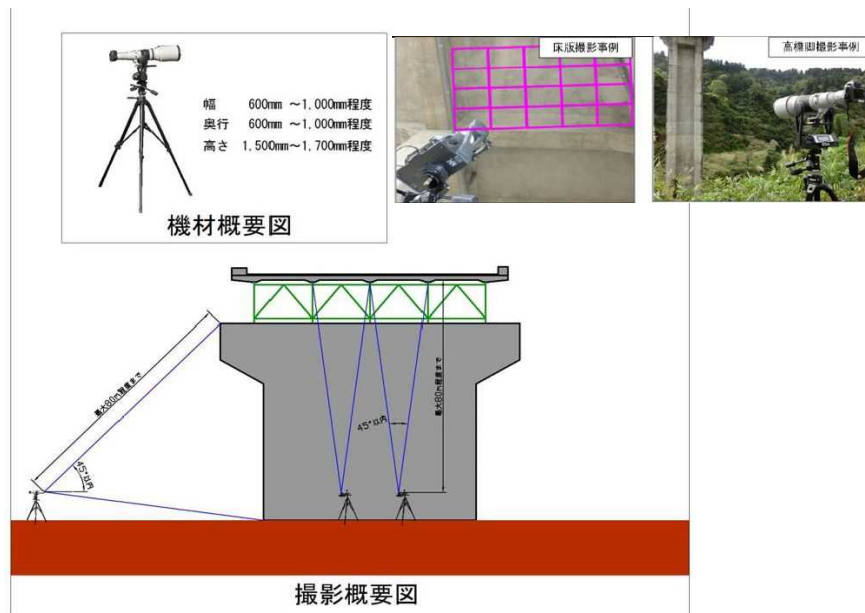 幅 600mm ～1,000mm程度
奥行 600mm ～1,000mm程度
高さ 1,500mm～1,700mm程度
機材概要図
床版撮影事例
高橋脚撮影事例
最大80m程度まで
45°以内
45°以内
最大80m程度まで
撮影概要図